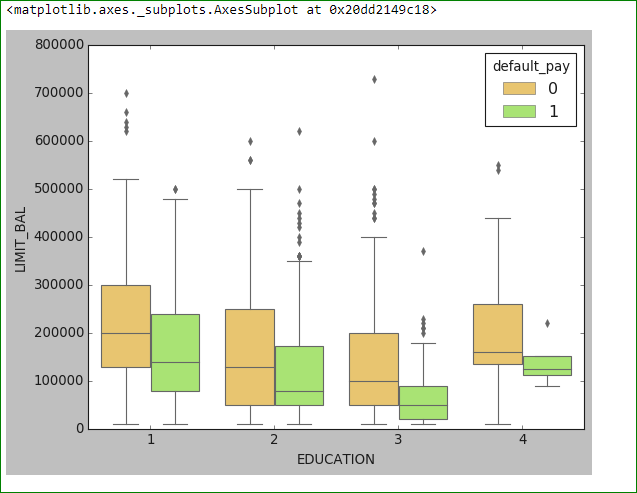 <matplotlib.axes._subplots.AxesSubplot at 0x20dd2149c18>
800000
700000
600000
500000
400000
300000
200000
100000
0
LIMIT_BAL
default_pay
0
1
1 2 3 4
EDUCATION